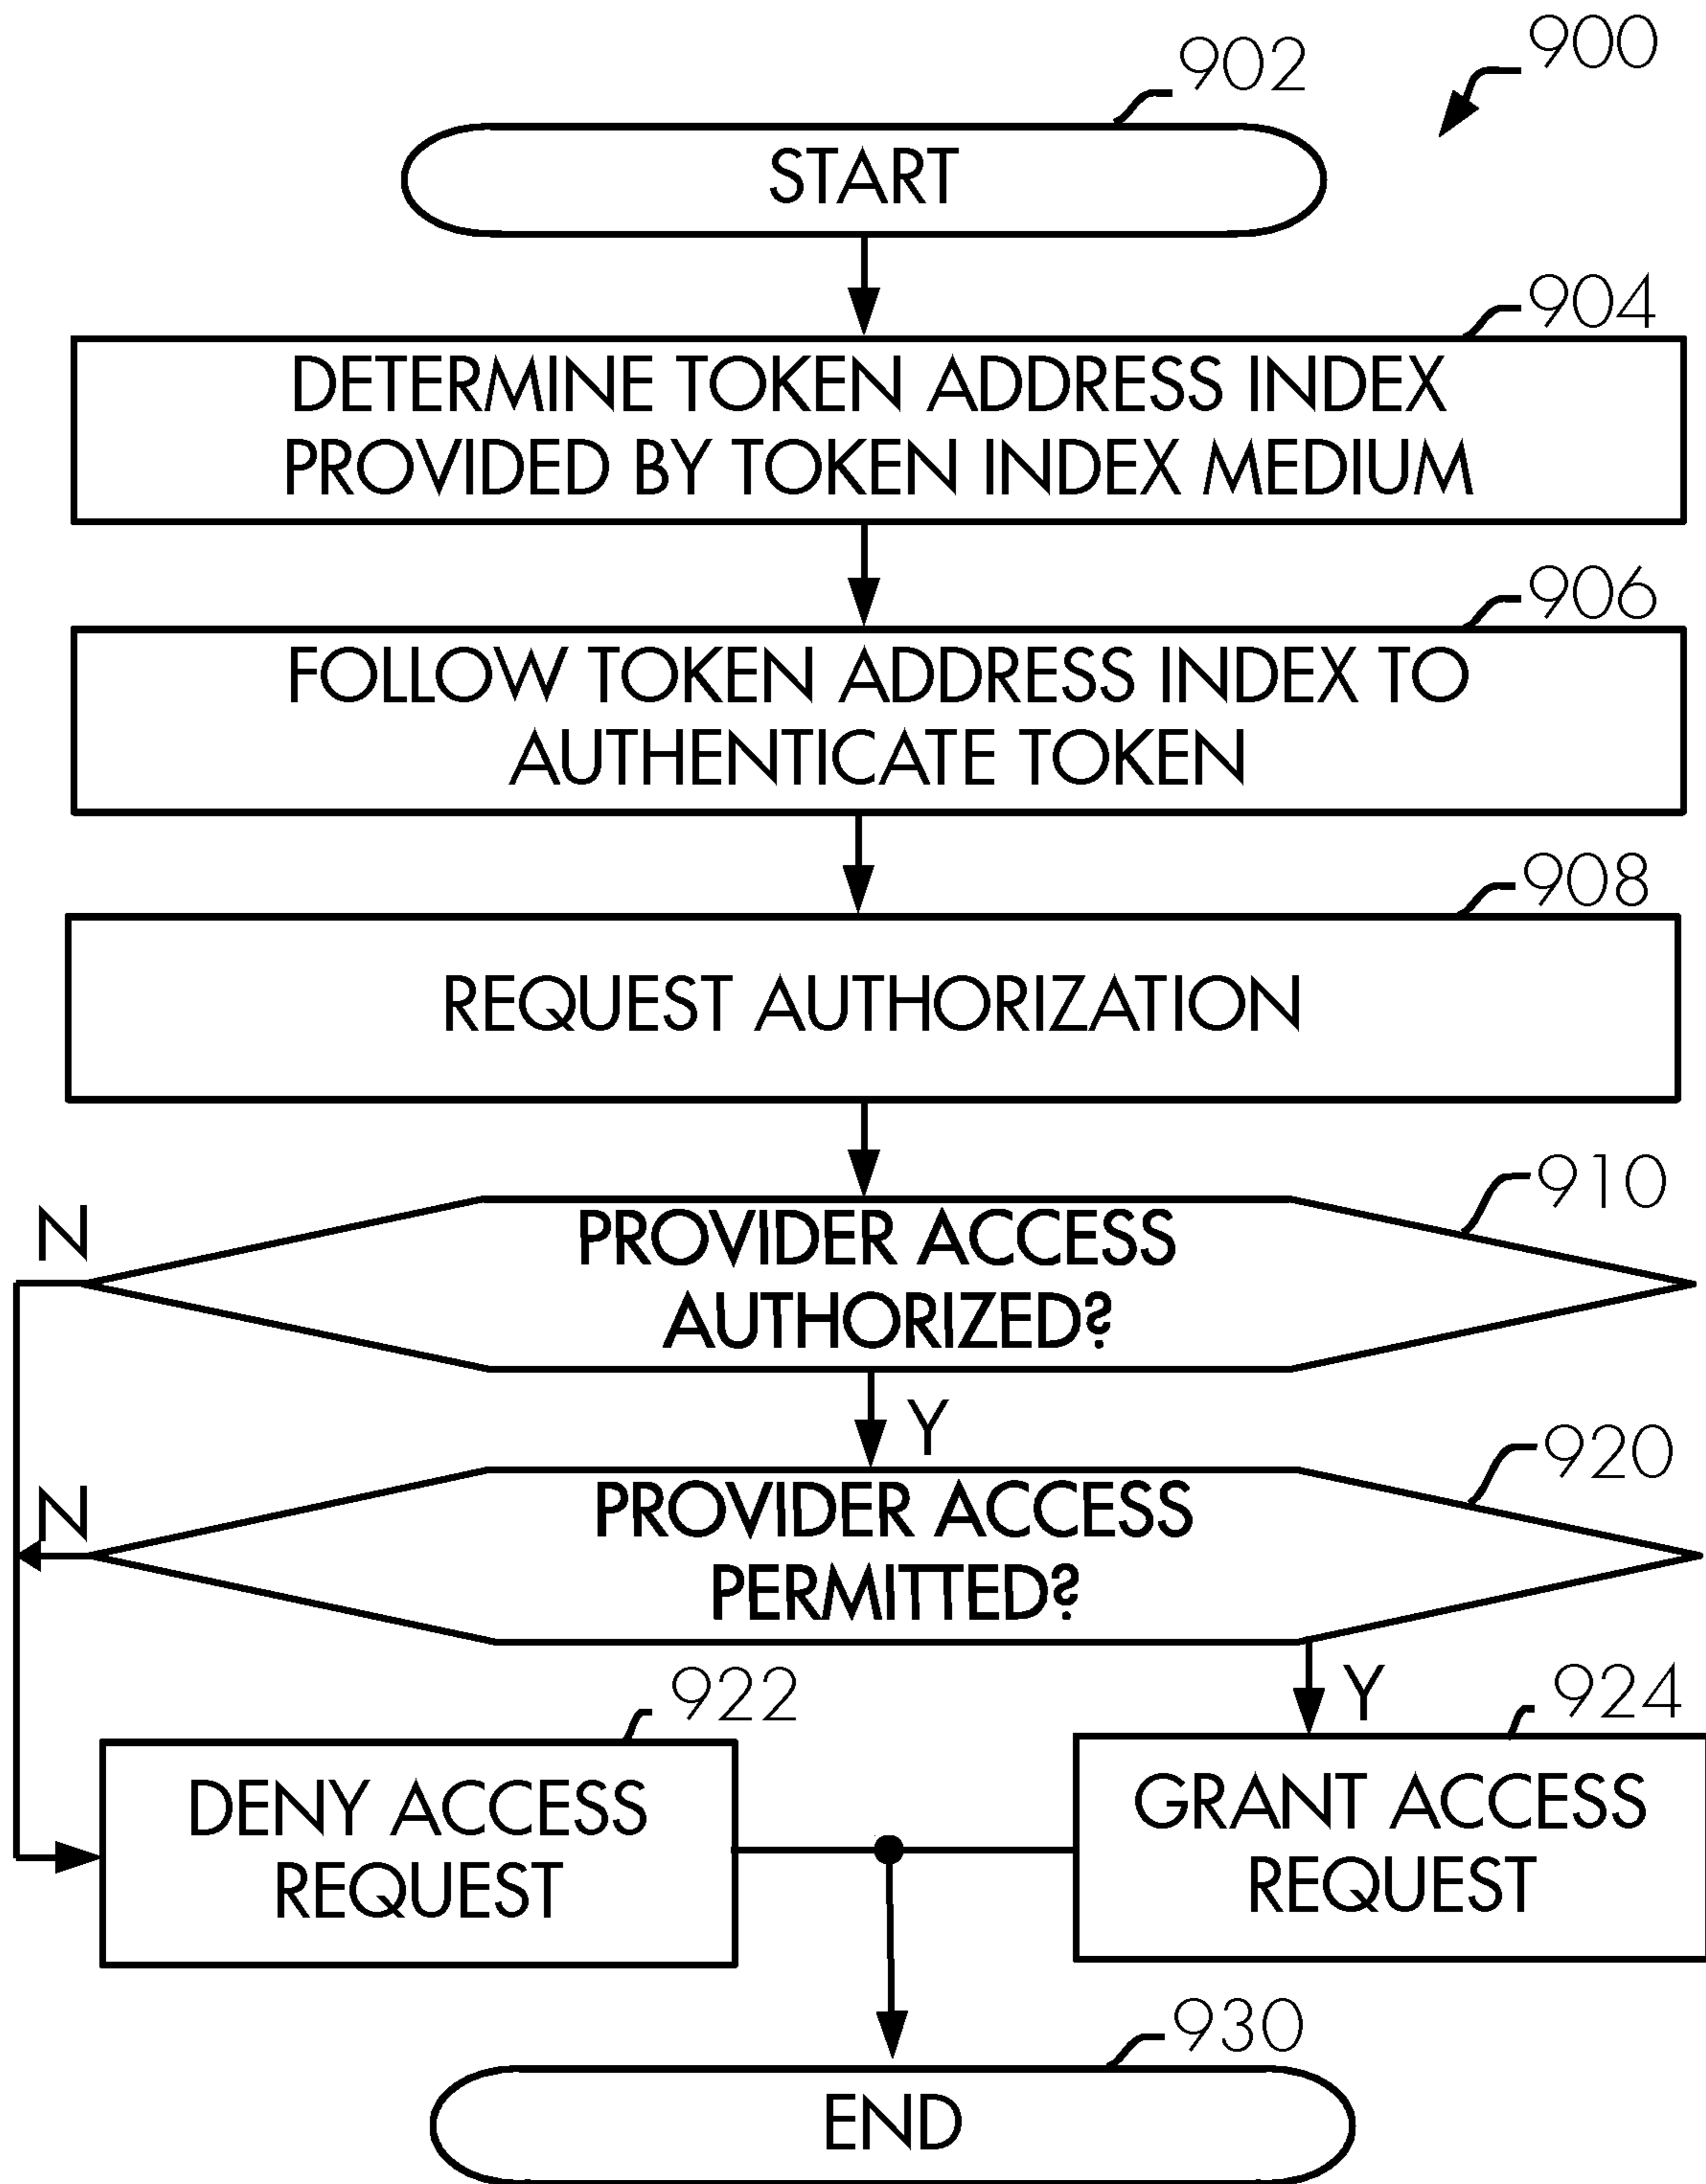 900
902
START
904
DETERMINE TOKEN ADDRESS INDEX
PROVIDED BY TOKEN INDEX MEDIUM
906
FOLLOW TOKEN ADDRESS INDEX TO
AUTHENTICATE TOKEN
908
REQUEST AUTHORIZATION
910
N
PROVIDER ACCESS
AUTHORIZED?
Y
920
N
PROVIDER ACCESS
PERMITTED?
Y
922
DENY ACCESS
REQUEST
924
GRANT ACCESS
REQUEST
930
END